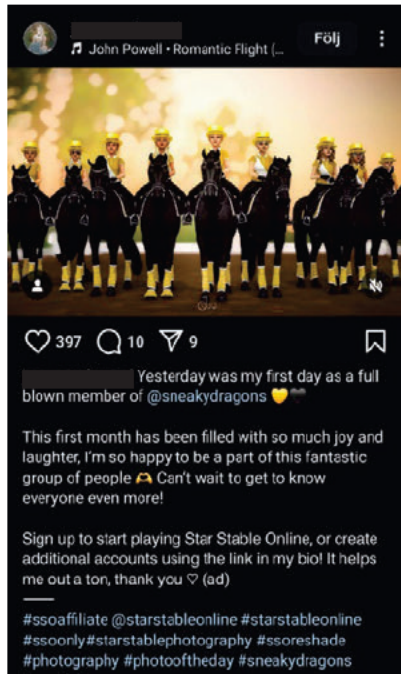 John Powell • Romantic Flight (...
Följ
397 10 9
Yesterday was my first day as a full
blown member of @sneakydragons 💛🖤
This first month has been filled with so much joy and
laughter, I'm so happy to be a part of this fantastic
group of people 🫶 Can't wait to get to know
everyone even more!
Sign up to start playing Star Stable Online, or create
additional accounts using the link in my bio! It helps
me out a ton, thank you ♡ (ad)
#ssoaffiliate @starstableonline #starstableonline
#ssoonly#starstablephotography #ssoreshade
#photography #photooftheday #sneakydragons